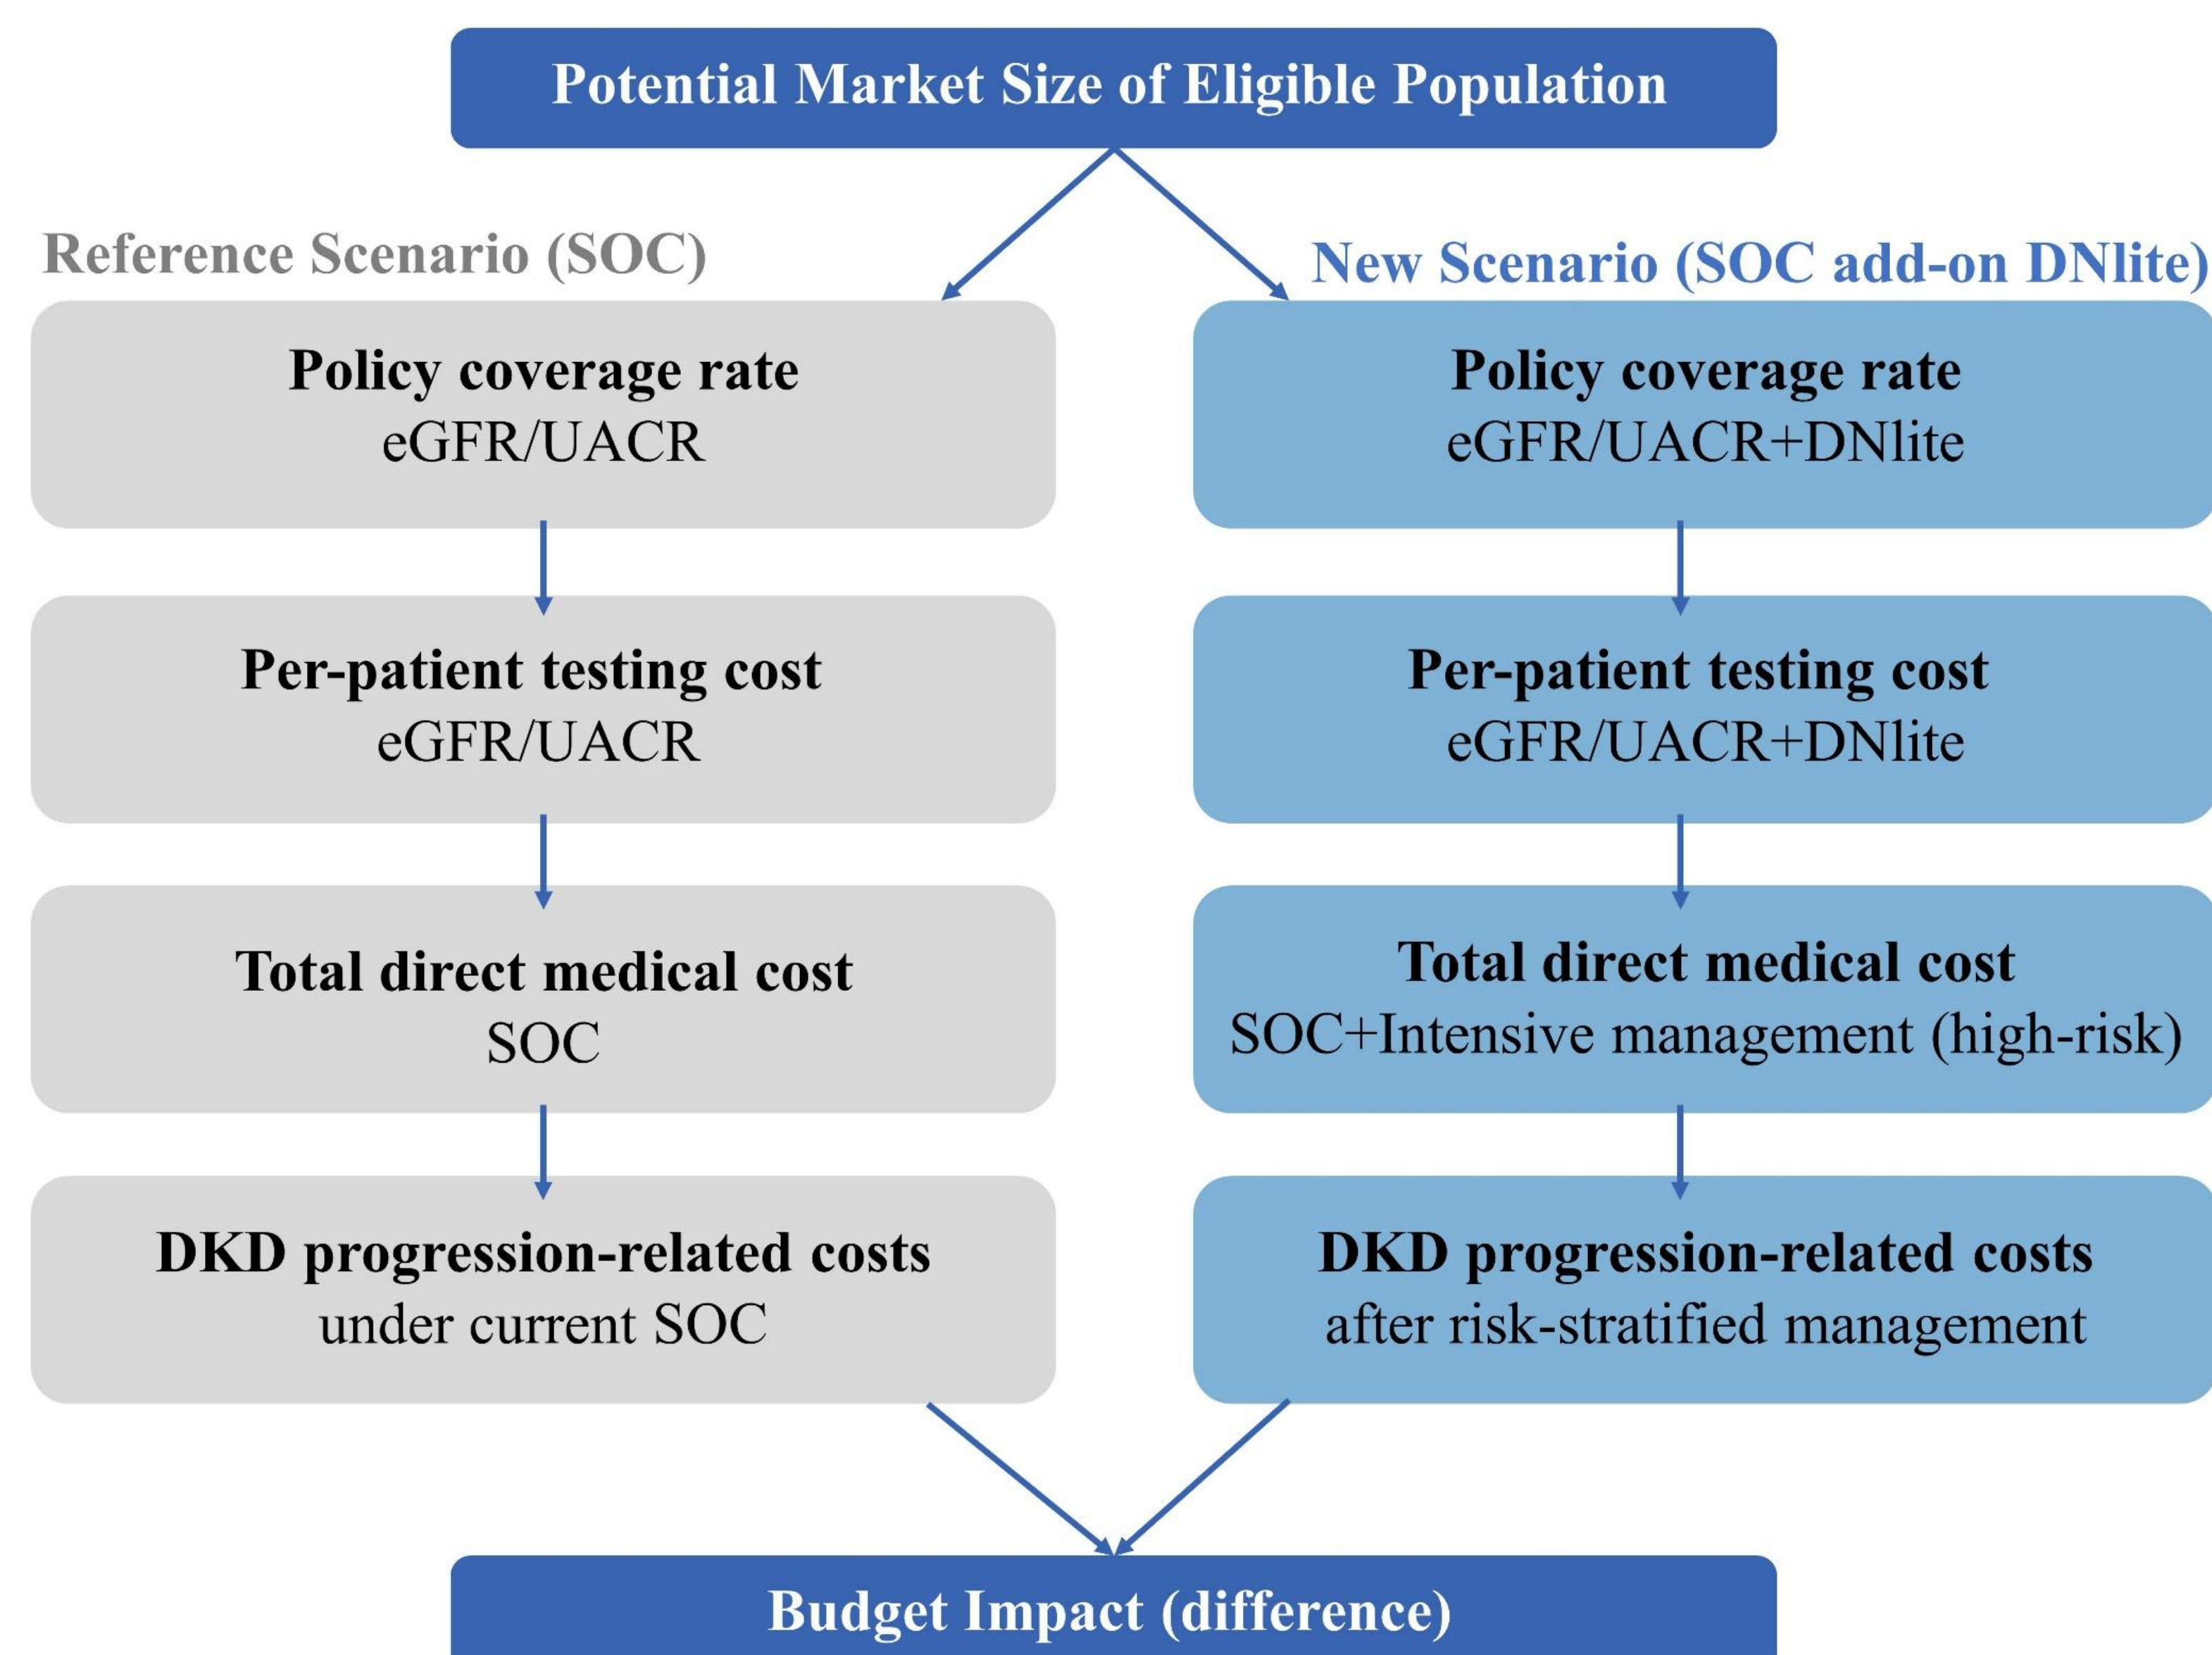 Potential Market Size of Eligible Population
Reference Scenario (SOC)
Policy coverage rate
eGFR/UACR
Per-patient testing cost
eGFR/UACR
Total direct medical cost
SOC
DKD progression-related costs
under current SOC
New Scenario (SOC add-on DNlite)
Policy coverage rate
eGFR/UACR+DNlite
Per-patient testing cost
eGFR/UACR+DNlite
Total direct medical cost
SOC+Intensive management (high-risk)
DKD progression-related costs
after risk-stratified management
Budget Impact (difference)